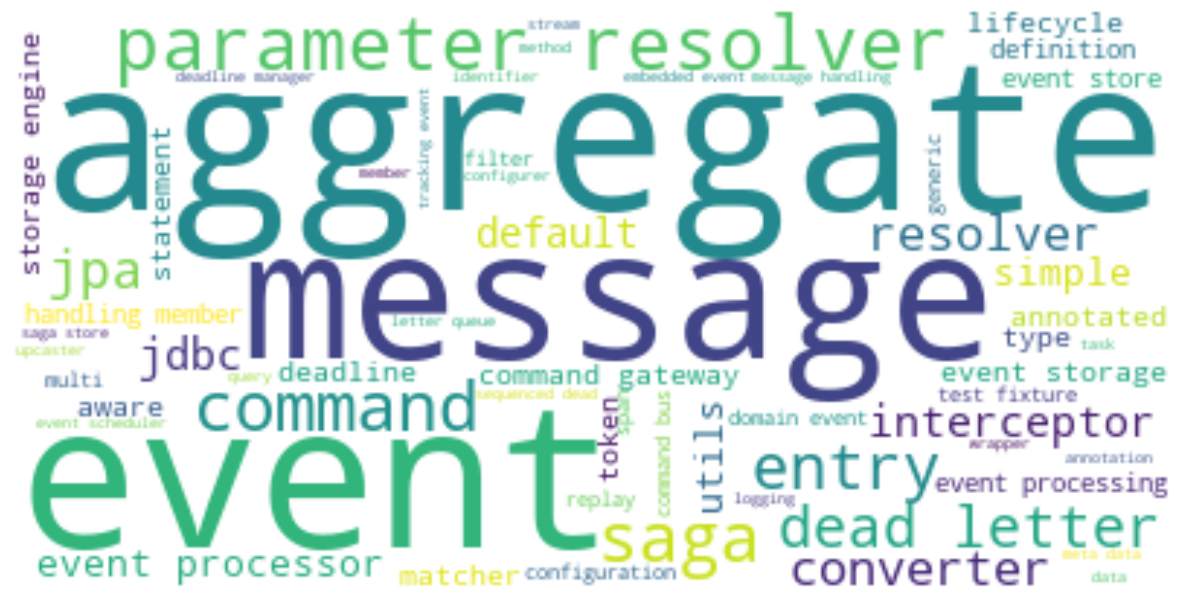 stream
lifecycle
parameter resolver
method
definition
storage engine
deadline manager
identifier
embedded event
message handling
event store
aggregate
tracking event
statement
member
filter
configurer
generic
default
resolver
jpa
message
simple
handling member
letter queue
annotated
saga store
jdbc
type
task
upcaster
multi
query
deadline
command gateway
event storage
aware
command
sequenced dead
test fixture
event scheduler
token
spare
command bus
utils
domain event
interceptor
wrapper
annotation
event
entry
event processing
replay
logging
saga
dead letter
event processor
matcher
configuration
converter
meta data
data